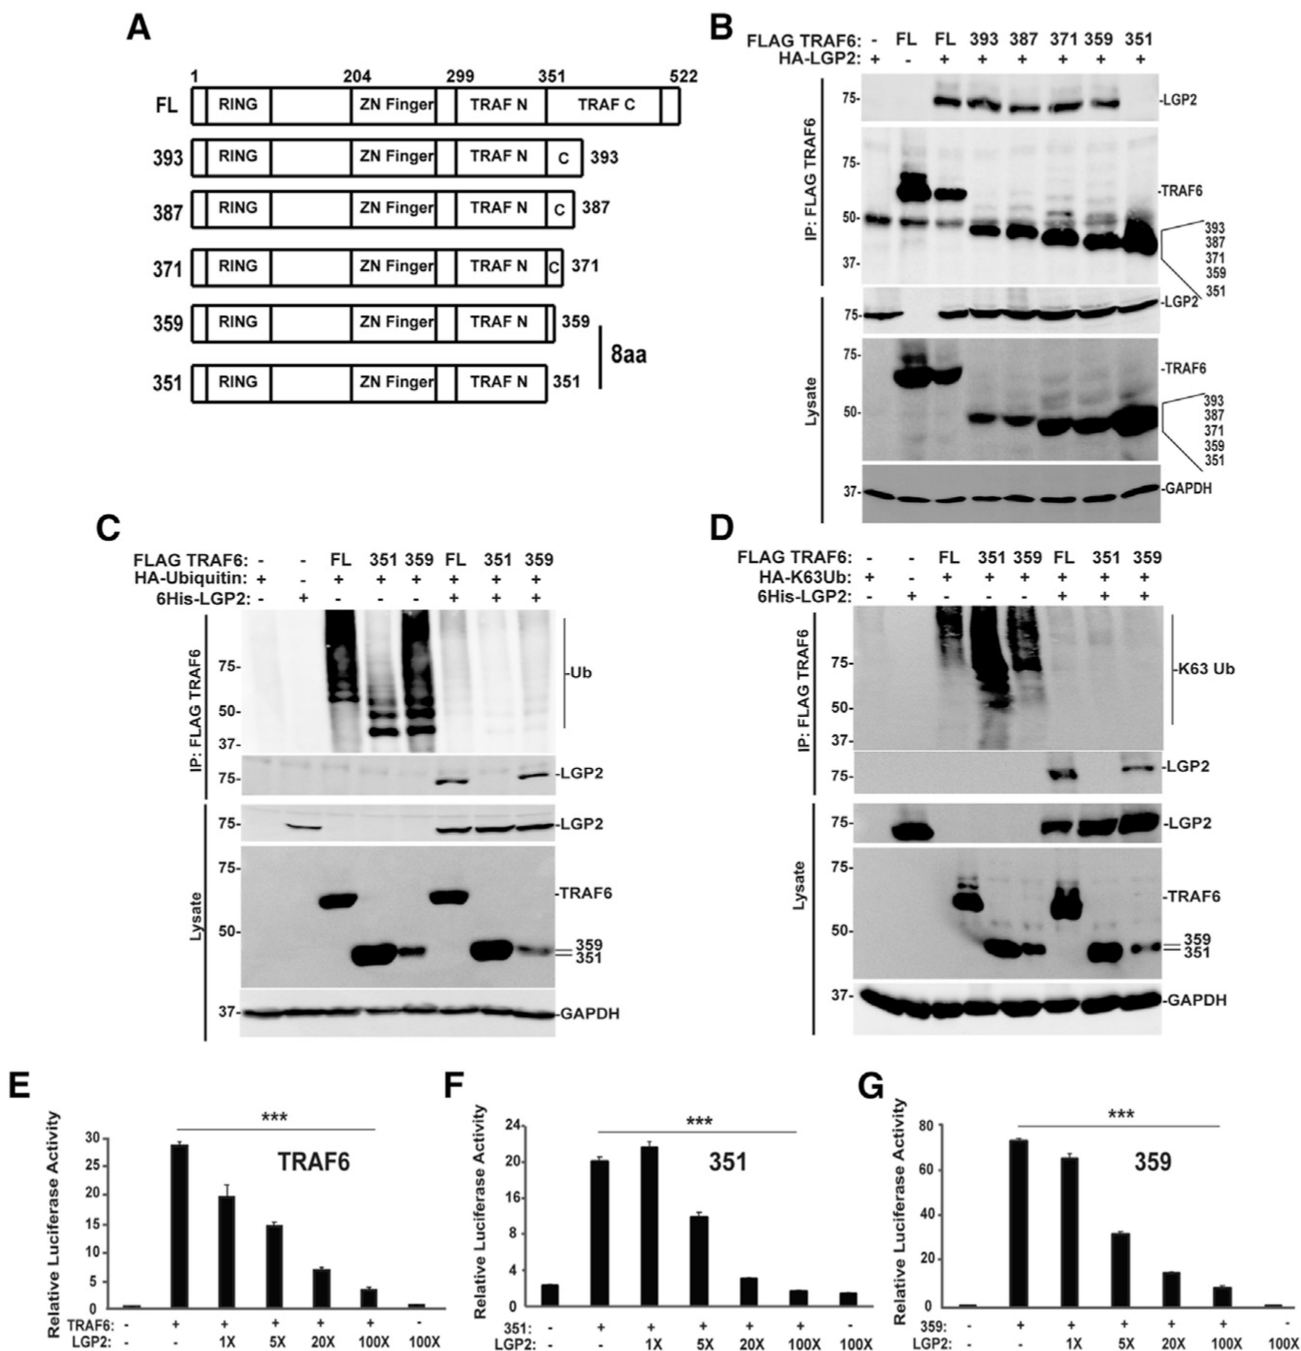 A
1 204 299 351 522
FL RING ZN Finger TRAF N TRAF C
393 RING ZN Finger TRAF N C 393
387 RING ZN Finger TRAF N C 387
371 RING ZN Finger TRAF N C 371
359 RING ZN Finger TRAF N 359
8aa
351 RING ZN Finger TRAF N 351
B
FLAG TRAF6: - FL FL 393 387 371 359 351
HA-LGP2: + - + + + + + +
IP: FLAG TRAF6
75- -LGP2
75-
-TRAF6
50-
37-
393
387
371
359
351
Lysate
75- -LGP2
75-
-TRAF6
50-
393
387
371
359
351
37- -GAPDH
C
FLAG TRAF6: - - FL 351 359 FL 351 359
HA-Ubiquitin: + - + + + + + +
6His-LGP2: - + - - - + + +
IP: FLAG TRAF6
75- -Ub
50-
37-
75- -LGP2
Lysate
75- -LGP2
75-
-TRAF6
50-
359
351
37- -GAPDH
D
FLAG TRAF6: - - FL 351 359 FL 351 359
HA-K63Ub: + - + + + + + +
6His-LGP2: - + - - - + + +
IP: FLAG TRAF6
75- -K63 Ub
50-
37-
75- -LGP2
Lysate
75- -LGP2
75-
-TRAF6
50-
359
351
37- -GAPDH
E
Relative Luciferase Activity
***
TRAF6
30
25
20
15
10
5
0
TRAF6: - + + + + + -
LGP2: - - 1X 5X 20X 100X 100X
F
Relative Luciferase Activity
***
351
24
20
16
8
4
0
351: - + + + + + -
LGP2: - - 1X 5X 20X 100X 100X
G
Relative Luciferase Activity
***
359
80
60
40
20
0
359: - + + + + + -
LGP2: - - 1X 5X 20X 100X 100X